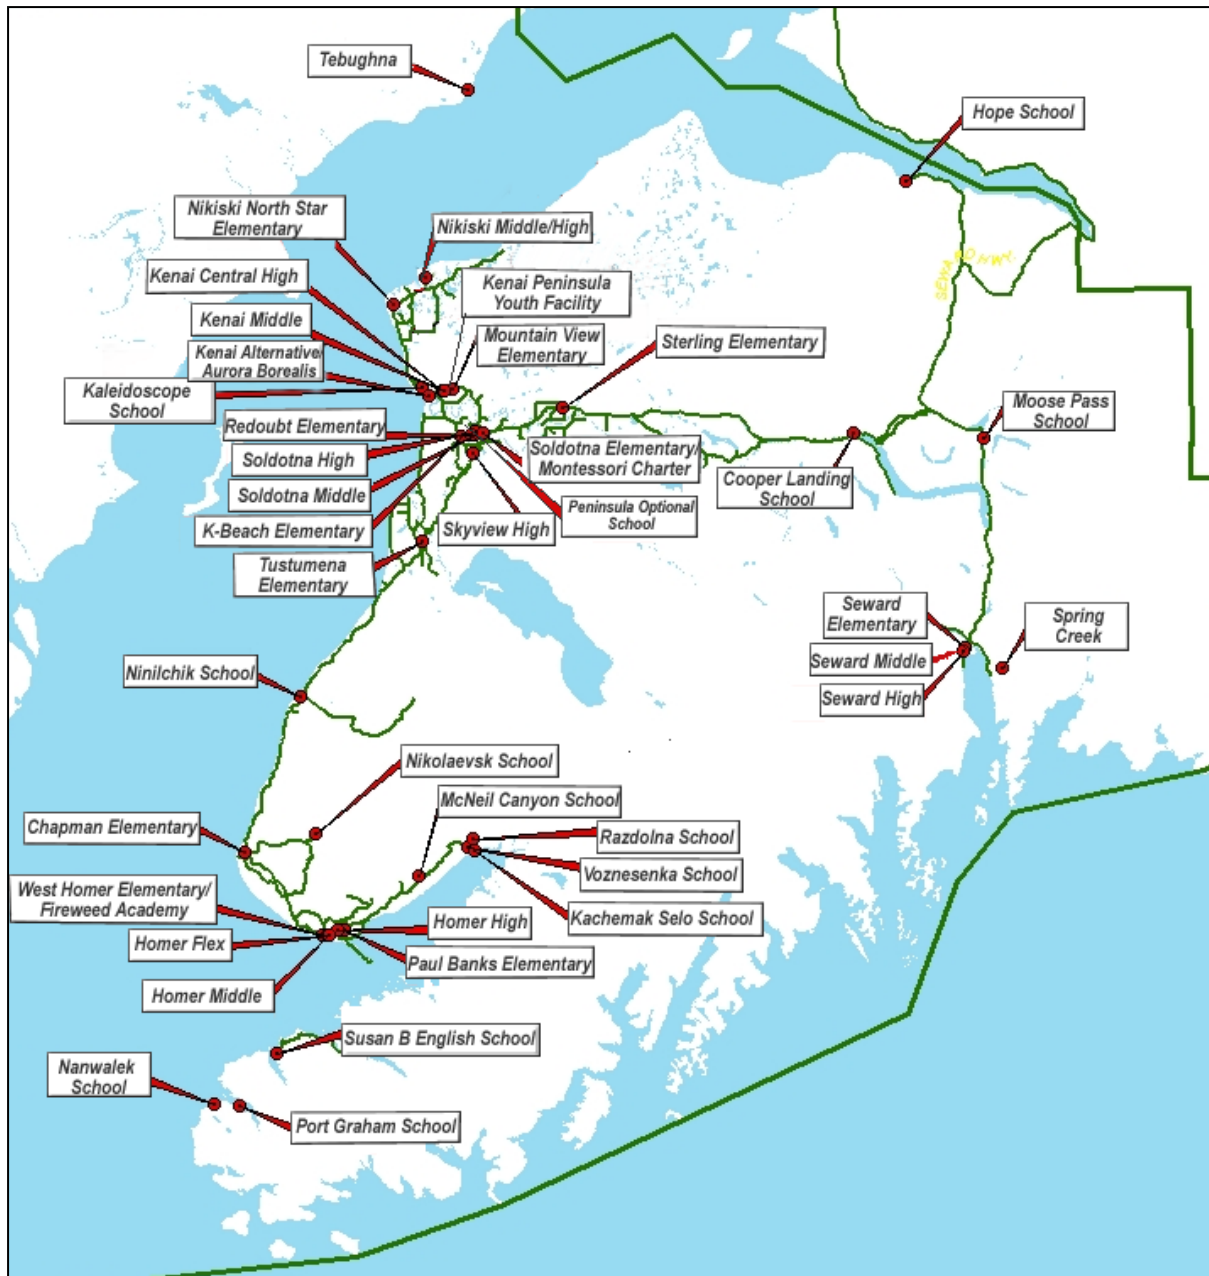 Tebughna
Hope School
Nikiski North Star
Elementary
Nikiski Middle/High
Kenai Central High
Kenai Peninsula
Youth Facility
Kenai Middle
Mountain View
Elementary
Sterling Elementary
Kenai Alternative/
Aurora Borealis
Kaleidoscope
School
SEWARD HWY.
Moose Pass
School
Redoubt Elementary
Soldotna High
Soldotna Elementary/
Montessori Charter
Cooper Landing
School
Soldotna Middle
Peninsula Optional
School
K-Beach Elementary
Skyview High
Tustumena
Elementary
Seward
Elementary
Spring
Creek
Seward Middle
Seward High
Ninilchik School
Nikolaevsk School
McNeil Canyon School
Chapman Elementary
Razdolna School
Voznesenka School
West Homer Elementary/
Fireweed Academy
Kachemak Selo School
Homer High
Homer Flex
Paul Banks Elementary
Homer Middle
Susan B English School
Nanwalek
School
Port Graham School